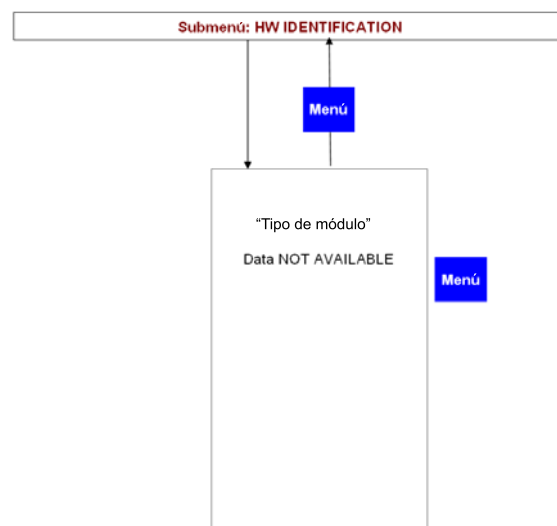 Submenú: HW IDENTIFICATION
Menú
“Tipo de módulo”
Data NOT AVAILABLE
Menú